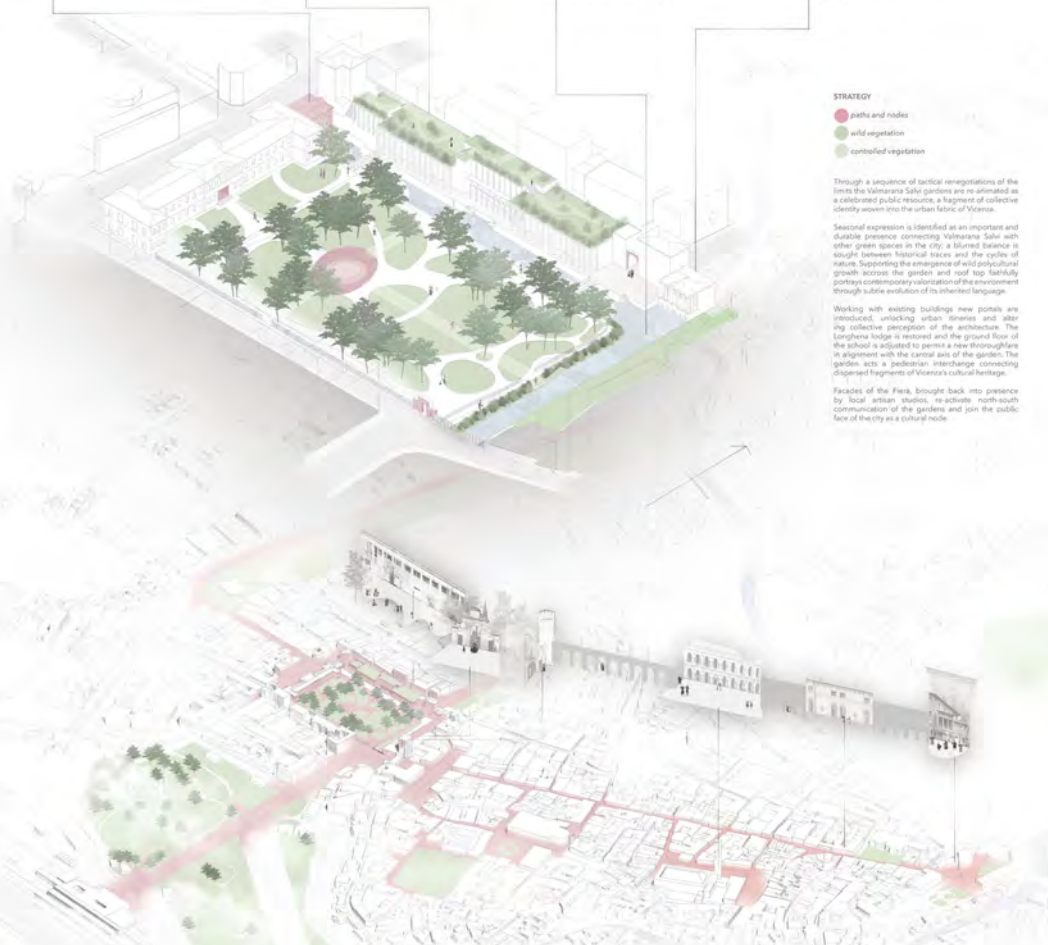 STRATEGY
paths and nodes
wild vegetation
controlled vegetation
Through a sequence of tactical renegotiations of the
limits the Valmarana Salvi gardens are re-animated as
a celebrated public resource, a fragment of collective
identity woven into the urban fabric of Vicenza.
Seasonal expression is identified as an important and
durable presence connecting Valmarana Salvi with
other green spaces in the city; a blurred balance is
sought between historical traces and the cycles of
nature. Supporting the emergence of wild polycultural
growth accross the garden and roof top faithfully
portrays contemporary valorization of the environment
through subtle evolution of its inherited language.
Working with existing buildings new portals are
introduced, unlocking urban itineries and alter
ing collective perception of the architecture. The
Longhena lodge is restored and the ground floor of
the school is adjusted to permit a new thoroughfare
in alignment with the cantral axis of the garden. The
garden acts a pedestrian interchange connecting
dispersed fragments of Vicenza's cultural heritage.
Facades of the Fiera, brought back into presence
by local artisan studios, re-activate north-south
communication of the gardens and join the public
face of the city as a cultural node.